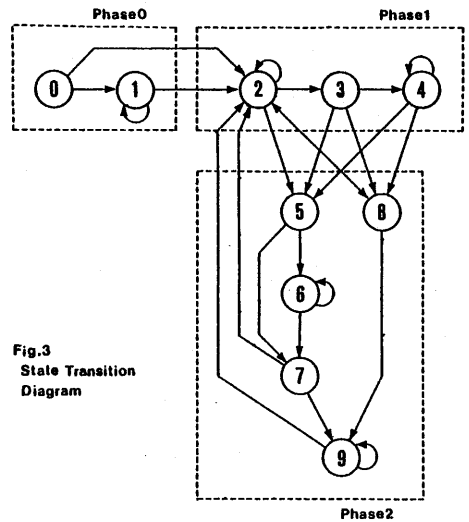 Phase0
Phase1
0
1
2
3
4
5
8
6
7
9
Fig.3
State Transition
Diagram
Phase2